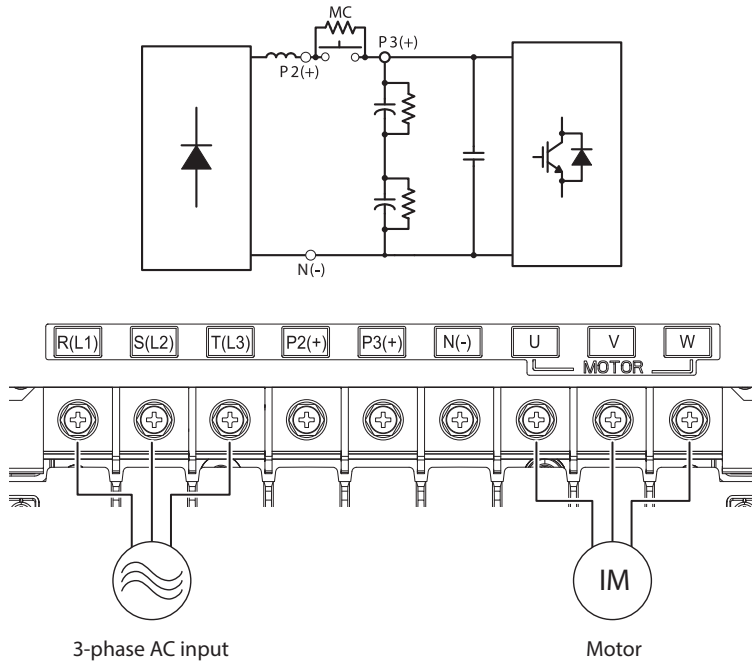 MC
P2(+)
P3(+)
N(-)
R(L1) S(L2) T(L3) P2(+) P3(+) N(-) U V W
MOTOR
IM
3-phase AC input Motor